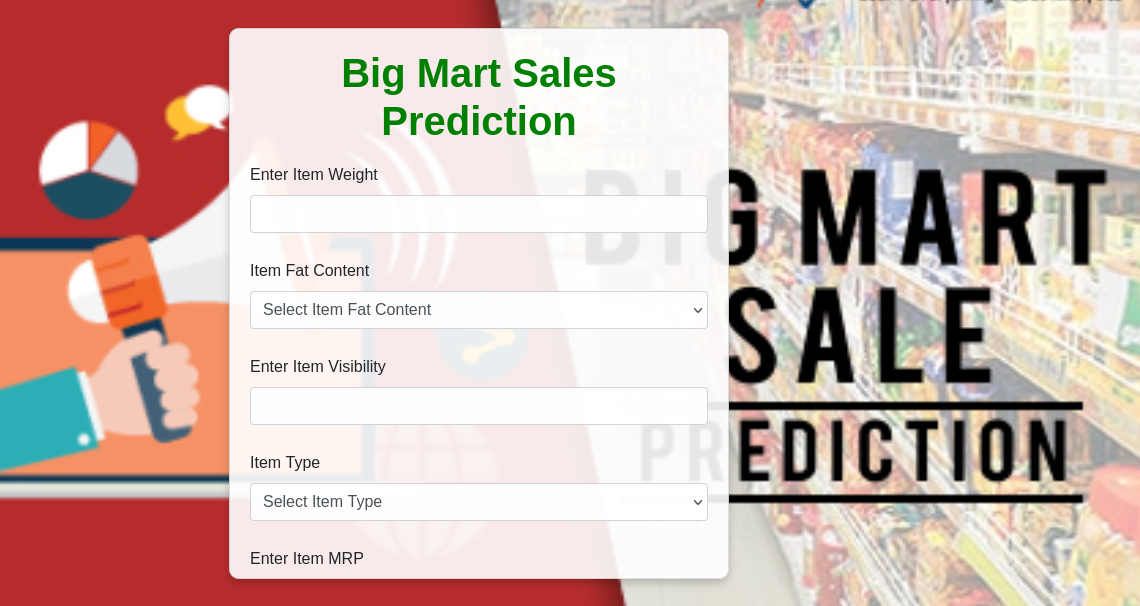 Big Mart Sales
Prediction
Enter Item Weight
Item Fat Content
Select Item Fat Content
Enter Item Visibility
Item Type
Select Item Type
Enter Item MRP
BIG MART
SALE
PREDICTION